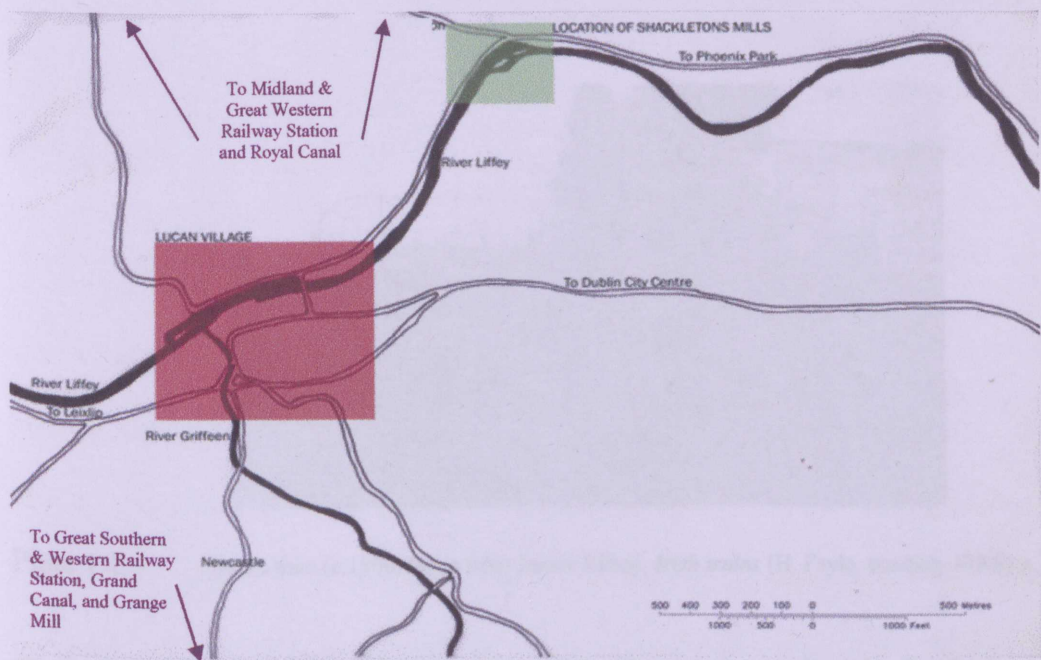 LOCATION OF SHACKLETONS MILLS
To Phoenix Park
To Midland &
Great Western
Railway Station
and Royal Canal
River Liffey
LUCAN VILLAGE
To Dublin City Centre
River Liffey
To Leixlip
River Griffeen
To Great Southern
& Western Railway
Station, Grand
Canal, and Grange
Mill
Newcastle
500 400 300 200 100 0 500 Metres
1000 500 0 1000 Feet